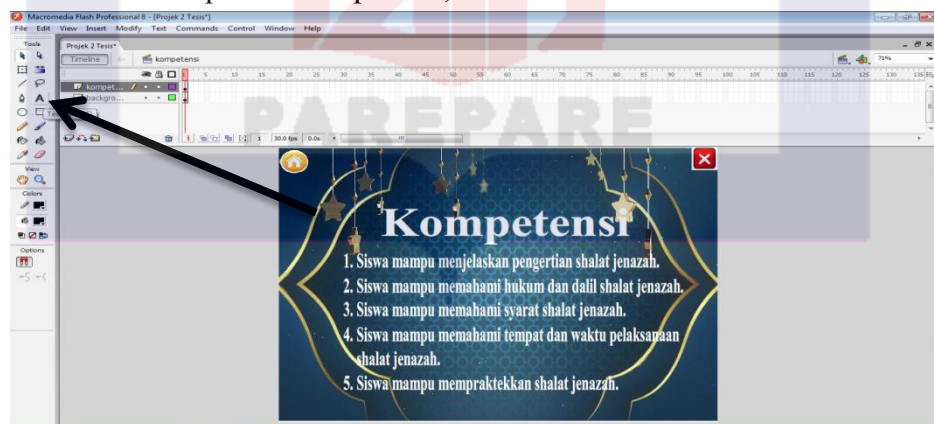 Macromedia Flash Professional 8 - [Projek 2 Tesis*]
File Edit View Insert Modify Text Commands Control Window Help
Tools
Projek 2 Tesis*
Timeline
kompetensi
71%
5 10 15 20 25 30 35 40 45 50 55 60 65 70 75 80 85 90 95 100 105 110 115 120 125 130 135
kompet...
backgro...
PAREPARE
1 30.0 fps 0.0s
View
Colors
Options
Kompetensi
1. Siswa mampu menjelaskan pengertian shalat jenazah.
2. Siswa mampu memahami hukum dan dalil shalat jenazah.
3. Siswa mampu memahami syarat shalat jenazah.
4. Siswa mampu memahami tempat dan waktu pelaksanaan
shalat jenazah.
5. Siswa mampu mempraktekkan shalat jenazah.